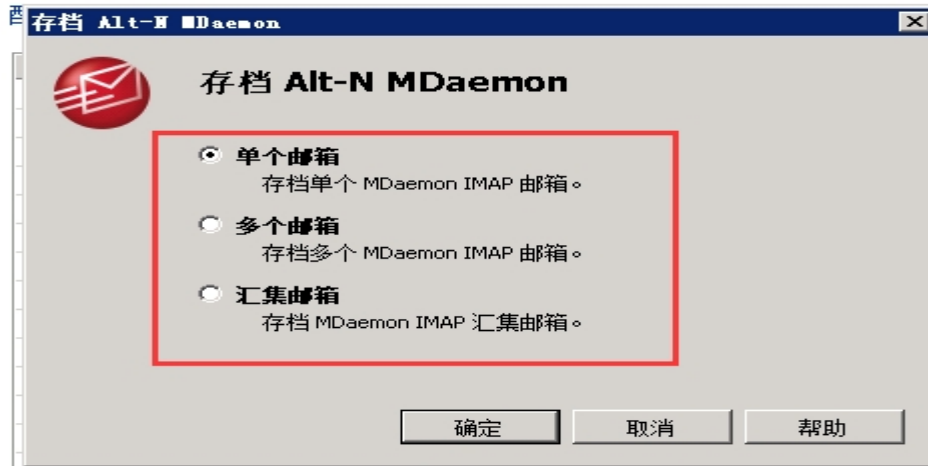 存档 Alt-N MDaemon
存档 Alt-N MDaemon
单个邮箱
存档单个 MDaemon IMAP 邮箱。
多个邮箱
存档多个 MDaemon IMAP 邮箱。
汇集邮箱
存档 MDaemon IMAP 汇集邮箱。
确定 取消 帮助